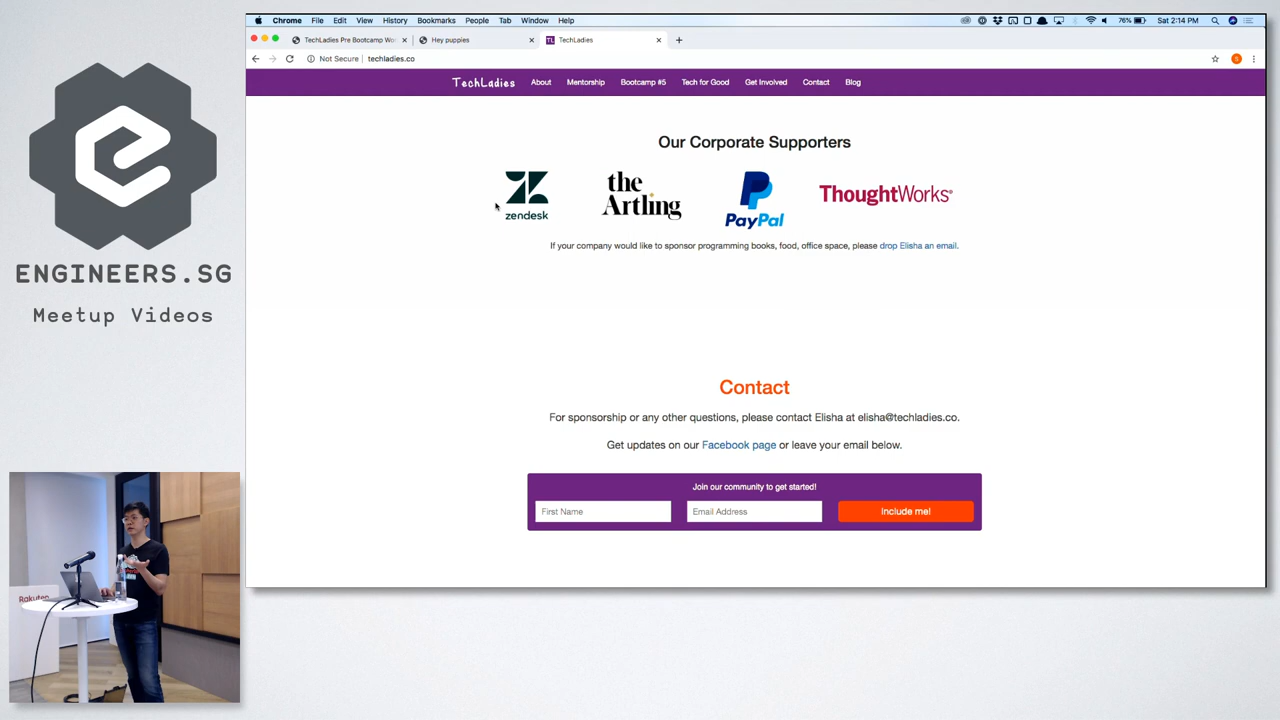 Chrome File Edit View History Bookmarks People Tab Window Help
76% Sat 2:14 PM
TechLadies Pre Bootcamp Wo
Hey puppies
TL TechLadies
Not Secure | techladies.co
TechLadies About Mentorship Bootcamp #5 Tech for Good Get Involved Contact Blog
Our Corporate Supporters
zendesk
the
Artling
PayPal
ThoughtWorks
If your company would like to sponsor programming books, food, office space, please drop Elisha an email.
Contact
For sponsorship or any other questions, please contact Elisha at elisha@techladies.co.
Get updates on our Facebook page or leave your email below.
Join our community to get started!
First Name
Email Address
Include me!
ENGINEERS.SG
Meetup Videos
Rakuten